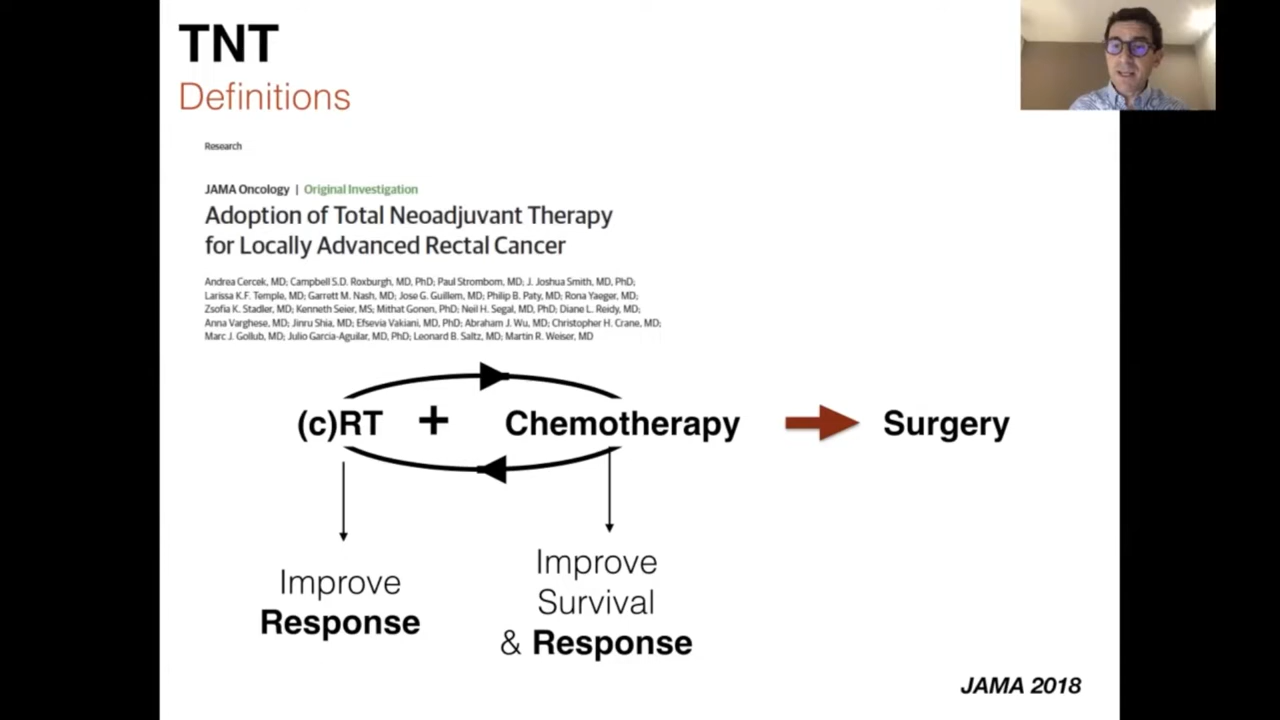 TNT
Definitions
Research
JAMA Oncology | Original Investigation
Adoption of Total Neoadjuvant Therapy
for Locally Advanced Rectal Cancer
Andrea Cercek, MD; Campbell S.D. Roxburgh, MD, PhD; Paul Strombom, MD; J. Joshua Smith, MD, PhD;
Larissa K.F. Temple, MD; Garrett M. Nash, MD; Jose G. Guillem, MD; Philip B. Paty, MD; Rona Yaeger, MD;
Zsofia K. Stadler, MD; Kenneth Seier, MS; Mithat Gonen, PhD; Neil H. Segal, MD, PhD; Diane L. Reidy, MD;
Anna Varghese, MD; Jinru Shia, MD; Efsevia Vakiani, MD, PhD; Abraham J. Wu, MD; Christopher H. Crane, MD;
Marc J. Gollub, MD; Julio Garcia-Aguilar, MD, PhD; Leonard B. Saltz, MD; Martin R. Weiser, MD
(c)RT + Chemotherapy Surgery
Improve
Response
Improve
Survival
& Response
JAMA 2018